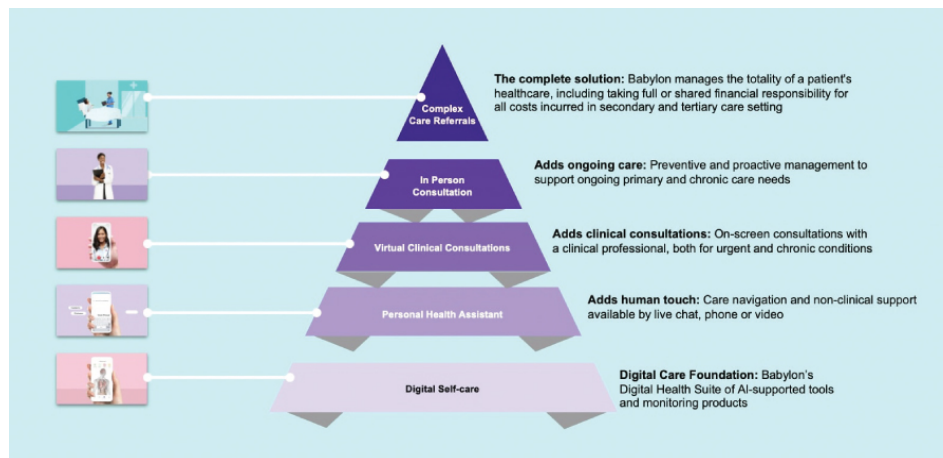 Complex
Care Referrals
The complete solution: Babylon manages the totality of a patient's
healthcare, including taking full or shared financial responsibility for
all costs incurred in secondary and tertiary care setting
In Person
Consultation
Adds ongoing care: Preventive and proactive management to
support ongoing primary and chronic care needs
Virtual Clinical Consultations
Adds clinical consultations: On-screen consultations with
a clinical professional, both for urgent and chronic conditions
Personal Health Assistant
Adds human touch: Care navigation and non-clinical support
available by live chat, phone or video
Digital Self-care
Digital Care Foundation: Babylon’s
Digital Health Suite of AI-supported tools
and monitoring products